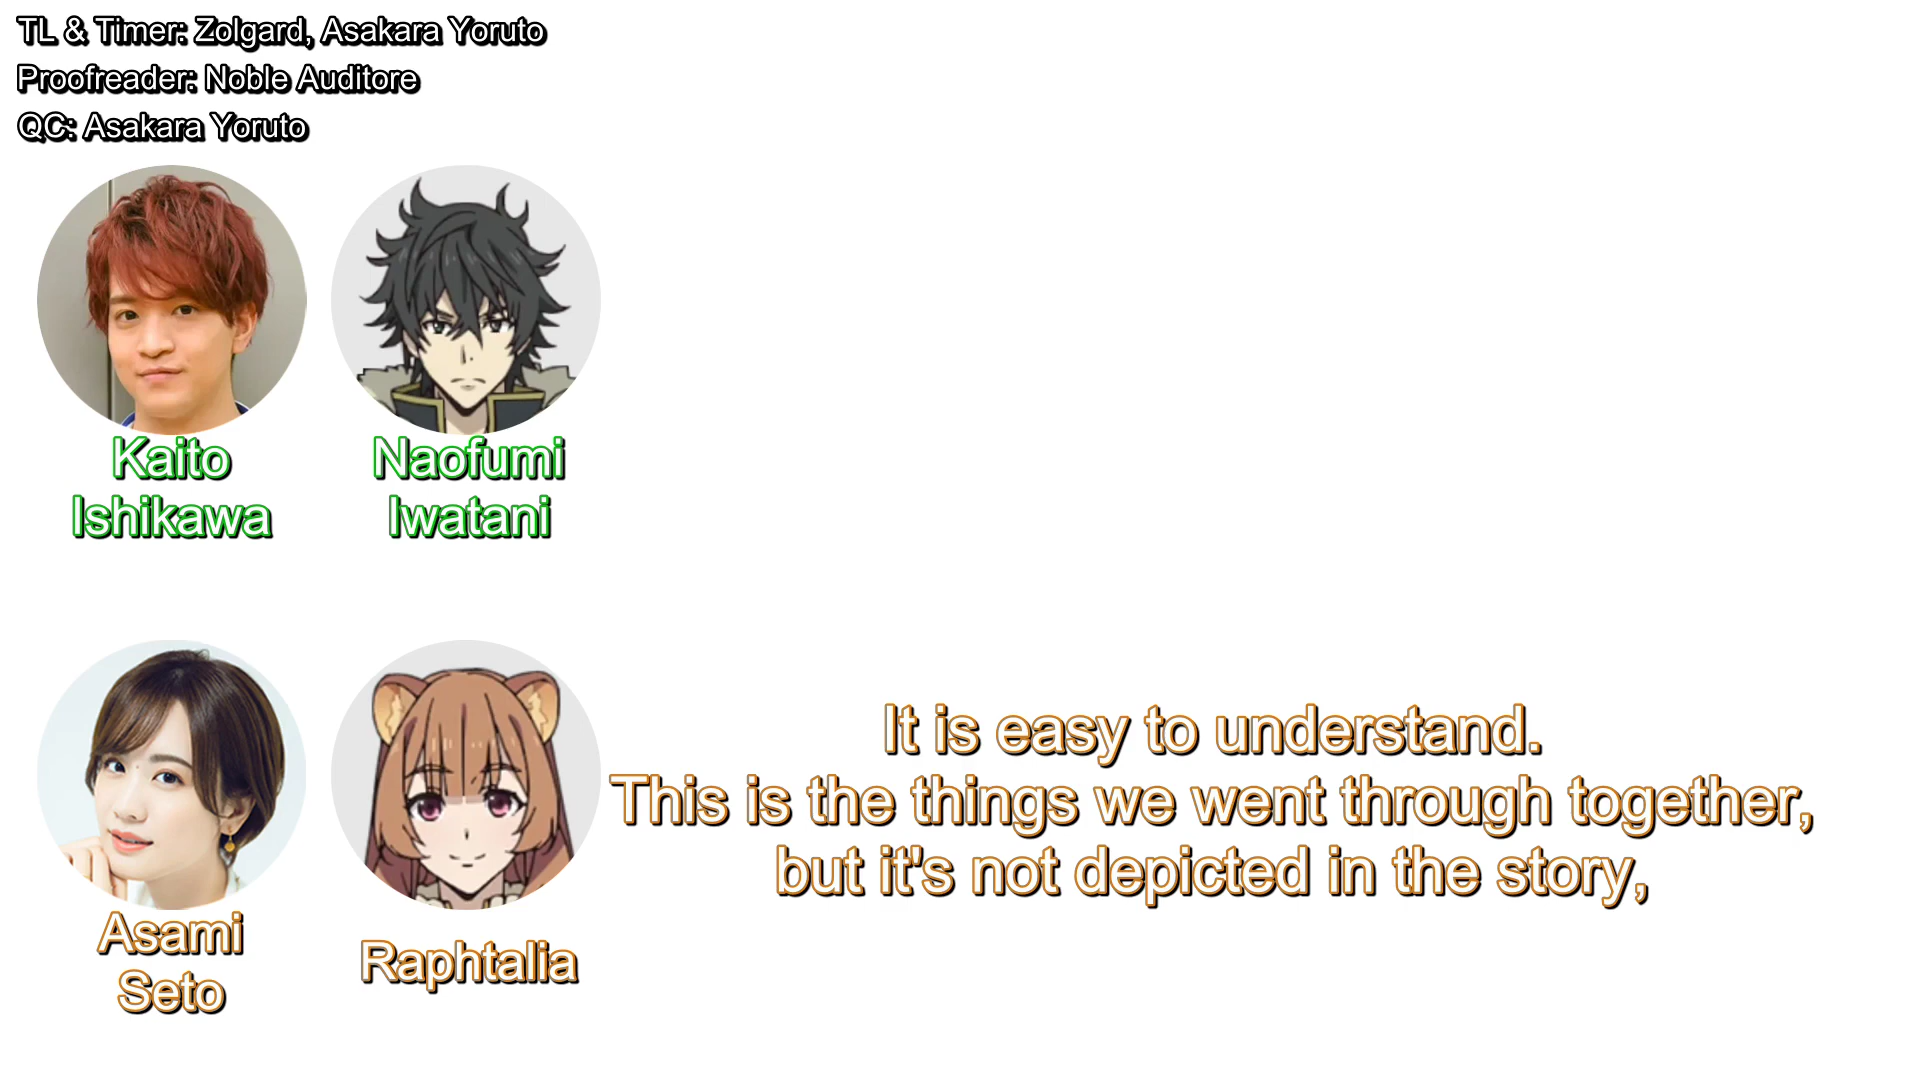 TL & Timer: Zolgard, Asakara Yoruto
Proofreader: Noble Auditore
QC: Asakara Yoruto
Kaito
Ishikawa
Naofumi
Iwatani
It is easy to understand.
This is the things we went through together,
but it's not depicted in the story,
Asami
Seto
Raphtalia